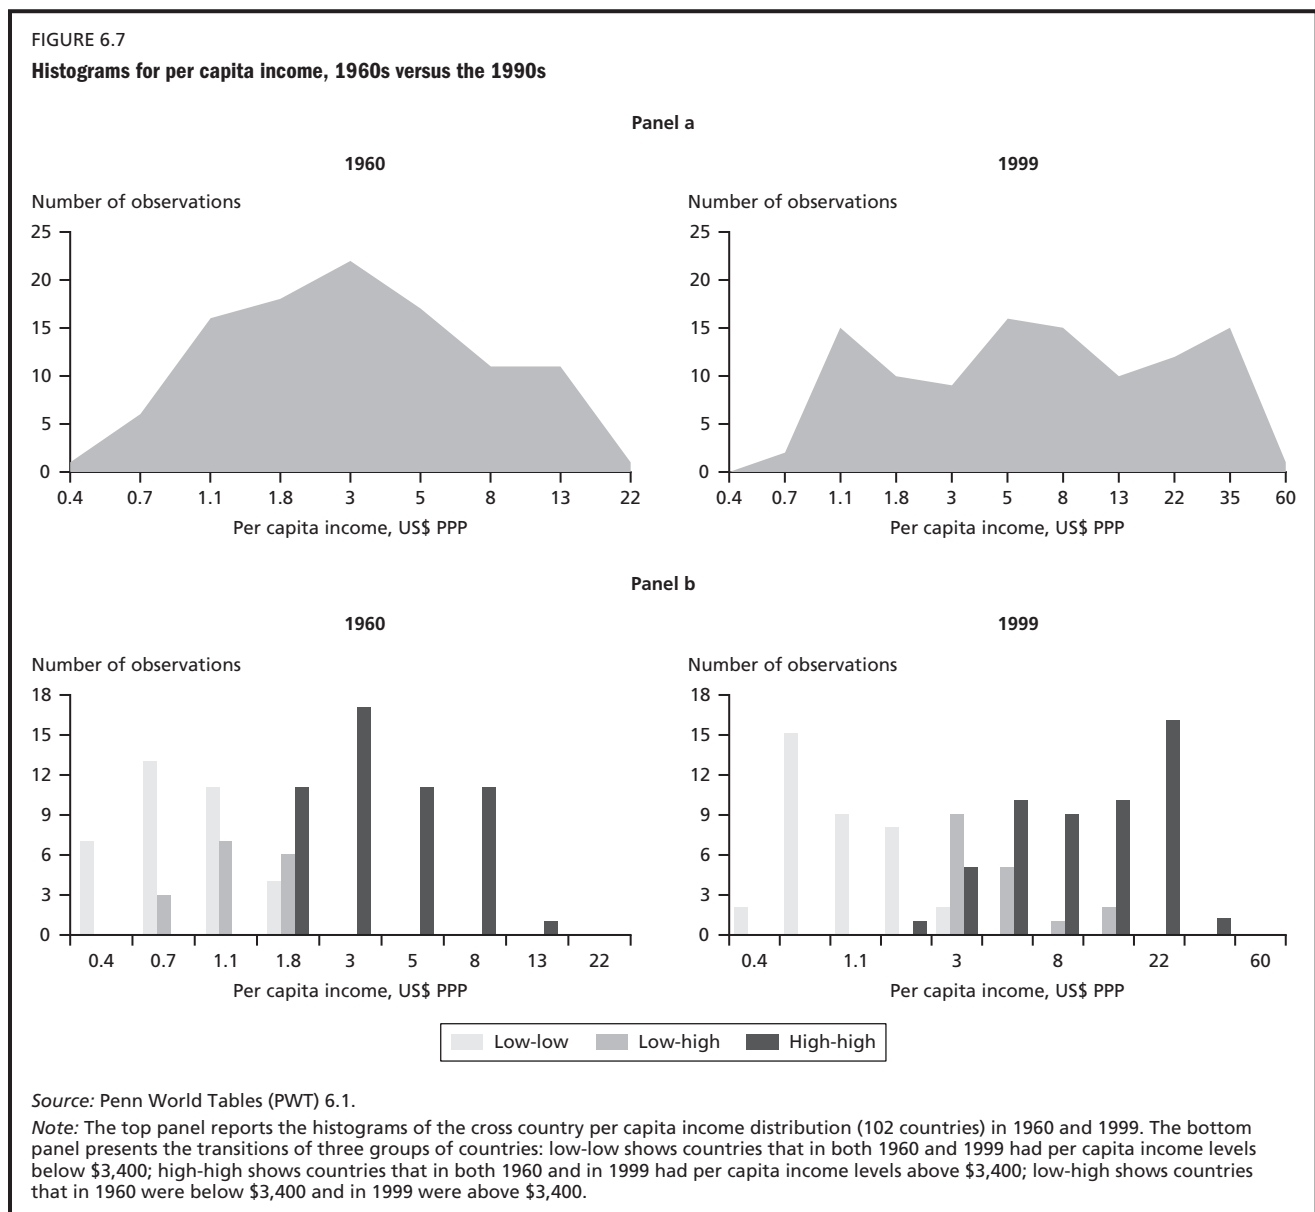 FIGURE 6.7
Histograms for per capita income, 1960s versus the 1990s
Panel a
1960
Number of observations
25
20
15
10
5
0
0.4 0.7 1.1 1.8 3 5 8 13 22
Per capita income, US$ PPP
1999
Number of observations
25
20
15
10
5
0
0.4 0.7 1.1 1.8 3 5 8 13 22 35 60
Per capita income, US$ PPP
Panel b
1960
Number of observations
18
15
12
9
6
3
0
0.4 0.7 1.1 1.8 3 5 8 13 22
Per capita income, US$ PPP
1999
Number of observations
18
15
12
9
6
3
0
0.4 1.1 3 8 22 60
Per capita income, US$ PPP
Low-low Low-high High-high
Source: Penn World Tables (PWT) 6.1.
Note: The top panel reports the histograms of the cross country per capita income distribution (102 countries) in 1960 and 1999. The bottom
panel presents the transitions of three groups of countries: low-low shows countries that in both 1960 and 1999 had per capita income levels
below $3,400; high-high shows countries that in both 1960 and in 1999 had per capita income levels above $3,400; low-high shows countries
that in 1960 were below $3,400 and in 1999 were above $3,400.